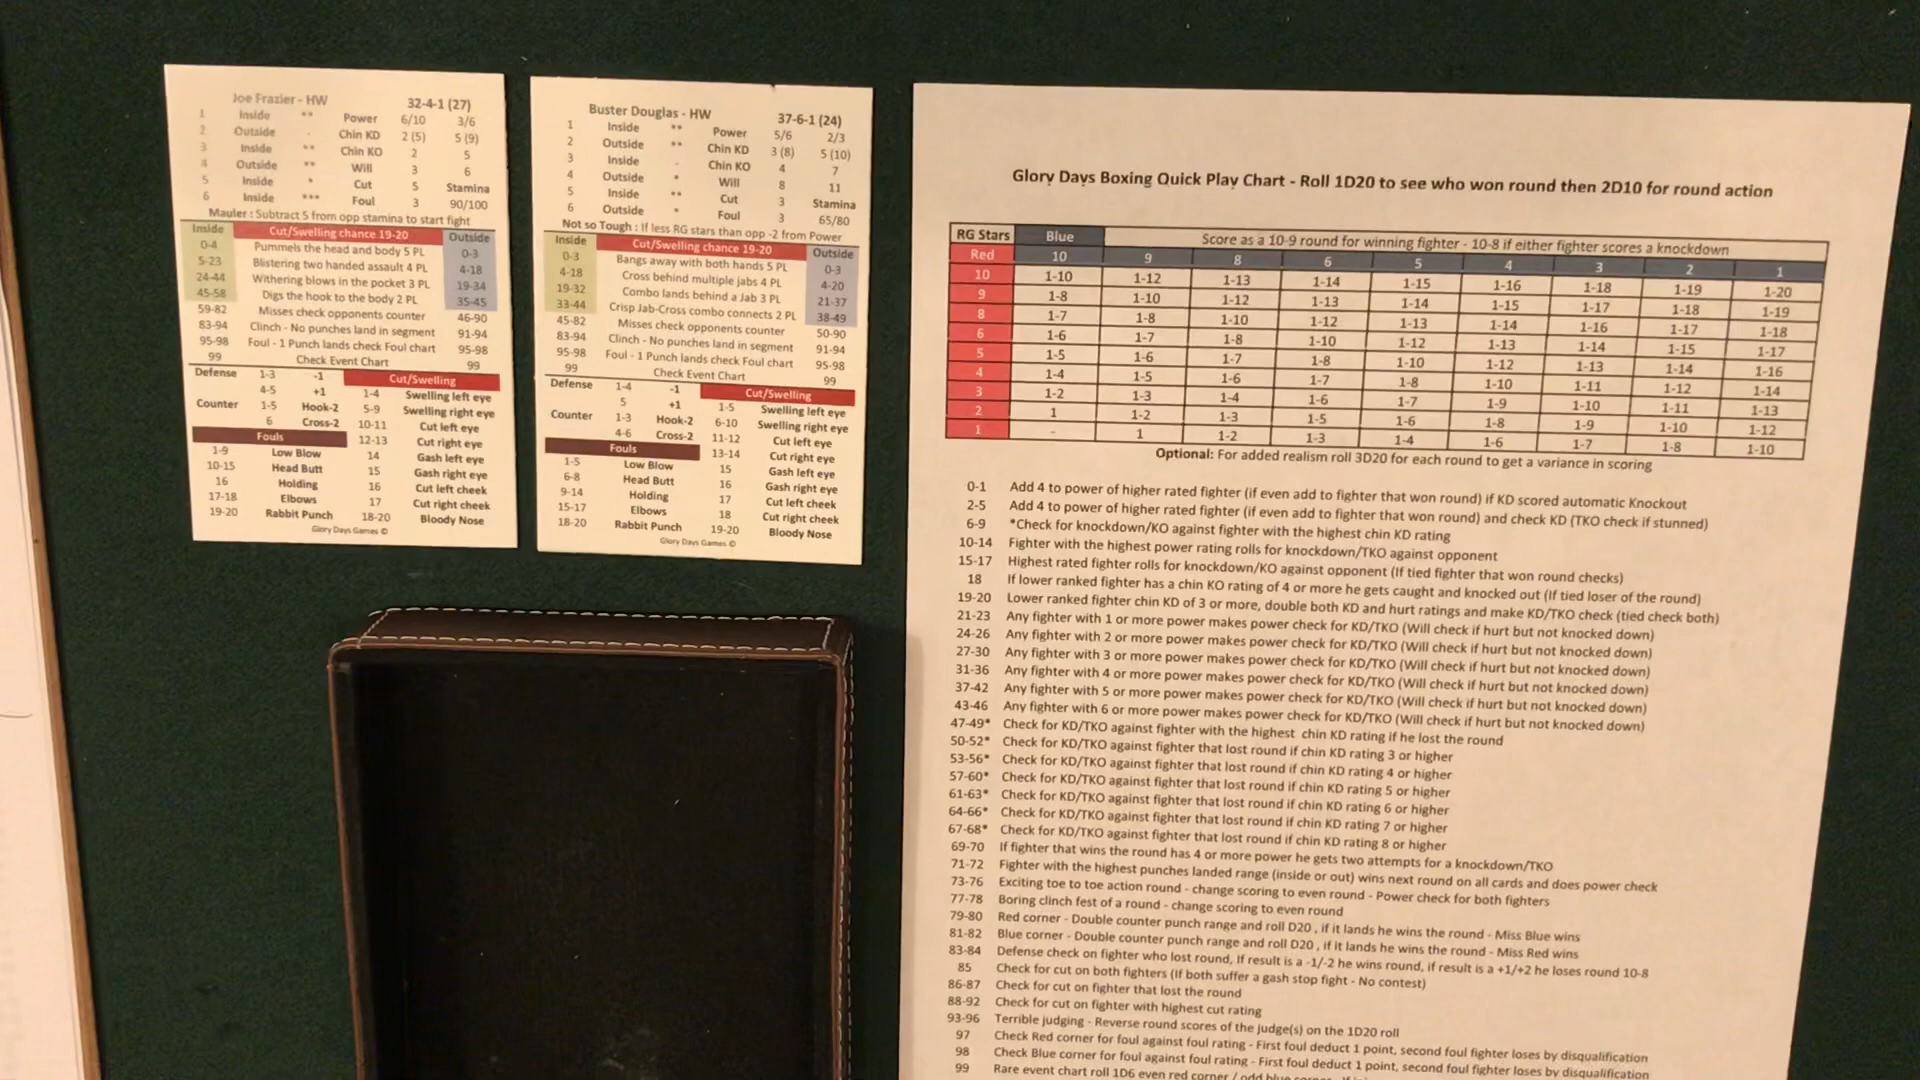 Joe Frazier - HW 32-4-1 (27)
1 Inside ** Power 6/10 3/6
2 Outside - Chin KD 2 (5) 5 (9)
3 Inside ** Chin KO 2 5
4 Outside ** Will 3 6
5 Inside * Cut 5 Stamina
6 Inside *** Foul 3 90/100
Mauler : Subtract 5 from opp stamina to start fight
Inside Cut/Swelling chance 19-20 Outside
0-4 Pummels the head and body 5 PL 0-3
5-23 Blistering two handed assault 4 PL 4-18
24-44 Withering blows in the pocket 3 PL 19-34
45-58 Digs the hook to the body 2 PL 35-45
59-82 Misses check opponents counter 46-90
83-94 Clinch - No punches land in segment 91-94
95-98 Foul - 1 Punch lands check Foul chart 95-98
99 Check Event Chart 99
Defense 1-3 -1 Cut/Swelling
4-5 +1 1-4 Swelling left eye
Counter 1-5 Hook-2 5-9 Swelling right eye
6 Cross-2 10-11 Cut left eye
Fouls 12-13 Cut right eye
1-9 Low Blow 14 Gash left eye
10-15 Head Butt 15 Gash right eye
16 Holding 16 Cut left cheek
17-18 Elbows 17 Cut right cheek
19-20 Rabbit Punch 18-20 Bloody Nose
Glory Days Games ©
Buster Douglas - HW 37-6-1 (24)
1 Inside ** Power 5/6 2/3
2 Outside ** Chin KD 3 (8) 5 (10)
3 Inside - Chin KO 4 7
4 Outside * Will 8 11
5 Inside ** Cut 3 Stamina
6 Outside * Foul 3 65/80
Not so Tough : If less RG stars than opp -2 from Power
Inside Cut/Swelling chance 19-20 Outside
0-3 Bangs away with both hands 5 PL 0-3
4-18 Cross behind multiple jabs 4 PL 4-20
19-32 Combo lands behind a Jab 3 PL 21-37
33-44 Crisp Jab-Cross combo connects 2 PL 38-49
45-82 Misses check opponents counter 50-90
83-94 Clinch - No punches land in segment 91-94
95-98 Foul - 1 Punch lands check Foul chart 95-98
99 Check Event Chart 99
Defense 1-4 -1 Cut/Swelling
5 +1 1-5 Swelling left eye
Counter 1-3 Hook-2 6-10 Swelling right eye
4-6 Cross-2 11-12 Cut left eye
Fouls 13-14 Cut right eye
1-5 Low Blow 15 Gash left eye
6-8 Head Butt 16 Gash right eye
9-14 Holding 17 Cut left cheek
15-17 Elbows 18 Cut right cheek
18-20 Rabbit Punch 19-20 Bloody Nose
Glory Days Games ©
Glory Days Boxing Quick Play Chart - Roll 1D20 to see who won round then 2D10 for round action
RG Stars Blue Score as a 10-9 round for winning fighter - 10-8 if either fighter scores a knockdown
Red 10 9 8 6 5 4 3 2 1
10 1-10 1-12 1-13 1-14 1-15 1-16 1-18 1-19 1-20
9 1-8 1-10 1-12 1-13 1-14 1-15 1-17 1-18 1-19
8 1-7 1-8 1-10 1-12 1-13 1-14 1-16 1-17 1-18
6 1-6 1-7 1-8 1-10 1-12 1-13 1-14 1-15 1-17
5 1-5 1-6 1-7 1-8 1-10 1-12 1-13 1-14 1-16
4 1-4 1-5 1-6 1-7 1-8 1-10 1-11 1-12 1-14
3 1-2 1-3 1-4 1-6 1-7 1-9 1-10 1-11 1-13
2 1 1-2 1-3 1-5 1-6 1-8 1-9 1-10 1-12
1 - 1 1-2 1-3 1-4 1-6 1-7 1-8 1-10
Optional: For added realism roll 3D20 for each round to get a variance in scoring
0-1 Add 4 to power of higher rated fighter (if even add to fighter that won round) if KD scored automatic Knockout
2-5 Add 4 to power of higher rated fighter (if even add to fighter that won round) and check KD (TKO check if stunned)
6-9 *Check for knockdown/KO against fighter with the highest chin KD rating
10-14 Fighter with the highest power rating rolls for knockdown/TKO against opponent
15-17 Highest rated fighter rolls for knockdown/KO against opponent (If tied fighter that won round checks)
18 If lower ranked fighter has a chin KO rating of 4 or more he gets caught and knocked out (If tied loser of the round)
19-20 Lower ranked fighter chin KD of 3 or more, double both KD and hurt ratings and make KD/TKO check (tied check both)
21-23 Any fighter with 1 or more power makes power check for KD/TKO (Will check if hurt but not knocked down)
24-26 Any fighter with 2 or more power makes power check for KD/TKO (Will check if hurt but not knocked down)
27-30 Any fighter with 3 or more power makes power check for KD/TKO (Will check if hurt but not knocked down)
31-36 Any fighter with 4 or more power makes power check for KD/TKO (Will check if hurt but not knocked down)
37-42 Any fighter with 5 or more power makes power check for KD/TKO (Will check if hurt but not knocked down)
43-46 Any fighter with 6 or more power makes power check for KD/TKO (Will check if hurt but not knocked down)
47-49* Check for KD/TKO against fighter with the highest chin KD rating if he lost the round
50-52* Check for KD/TKO against fighter that lost round if chin KD rating 3 or higher
53-56* Check for KD/TKO against fighter that lost round if chin KD rating 4 or higher
57-60* Check for KD/TKO against fighter that lost round if chin KD rating 5 or higher
61-63* Check for KD/TKO against fighter that lost round if chin KD rating 6 or higher
64-66* Check for KD/TKO against fighter that lost round if chin KD rating 7 or higher
67-68* Check for KD/TKO against fighter that lost round if chin KD rating 8 or higher
69-70 If fighter that wins the round has 4 or more power he gets two attempts for a knockdown/TKO
71-72 Fighter with the highest punches landed range (inside or out) wins next round on all cards and does power check
73-76 Exciting toe to toe action round - change scoring to even round - Power check for both fighters
77-78 Boring clinch fest of a round - change scoring to even round
79-80 Red corner - Double counter punch range and roll D20 , if it lands he wins the round - Miss Blue wins
81-82 Blue corner - Double counter punch range and roll D20 , if it lands he wins the round - Miss Red wins
83-84 Defense check on fighter who lost round, If result is a -1/-2 he wins round, if result is a +1/+2 he loses round 10-8
85 Check for cut on both fighters (If both suffer a gash stop fight - No contest)
86-87 Check for cut on fighter that lost the round
88-92 Check for cut on fighter with highest cut rating
93-96 Terrible judging - Reverse round scores of the judge(s) on the 1D20 roll
97 Check Red corner for foul against foul rating - First foul deduct 1 point, second foul fighter loses by disqualification
98 Check Blue corner for foul against foul rating - First foul deduct 1 point, second foul fighter loses by disqualification
99 Rare event chart roll 1D6 even red corner / odd blue